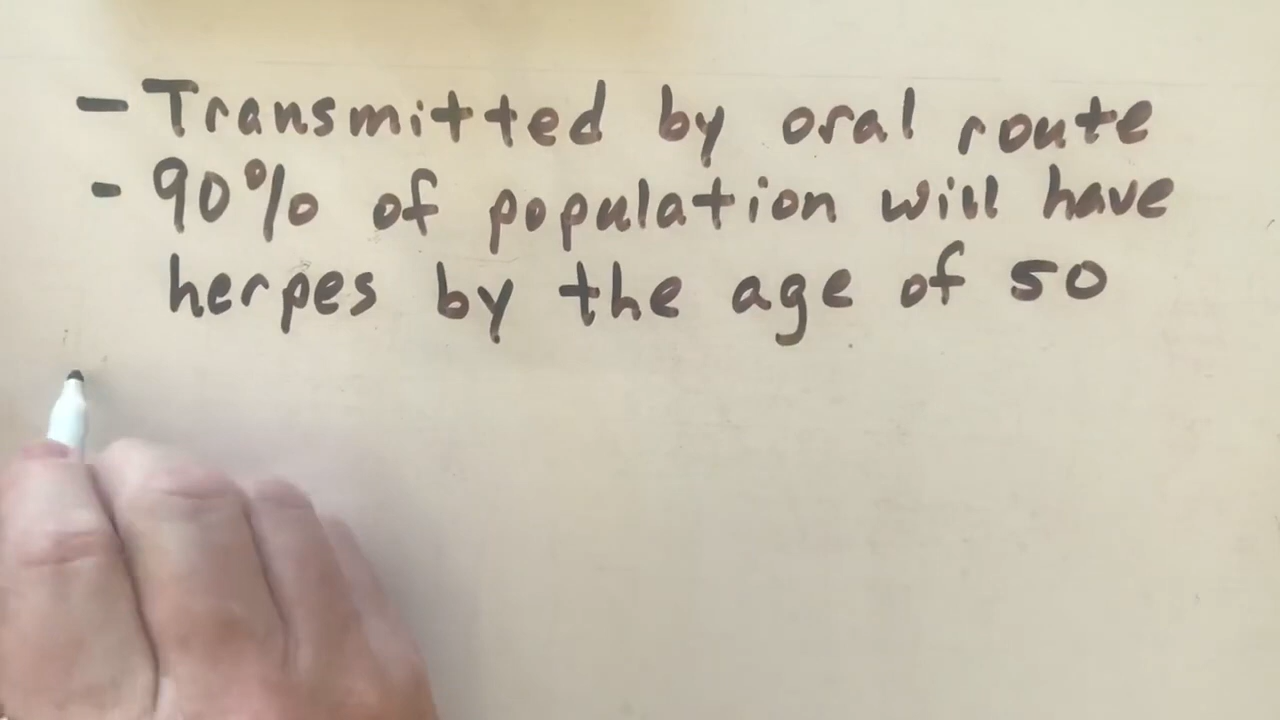 - Transmitted by oral route
- 90% of population will have
herpes by the age of 50